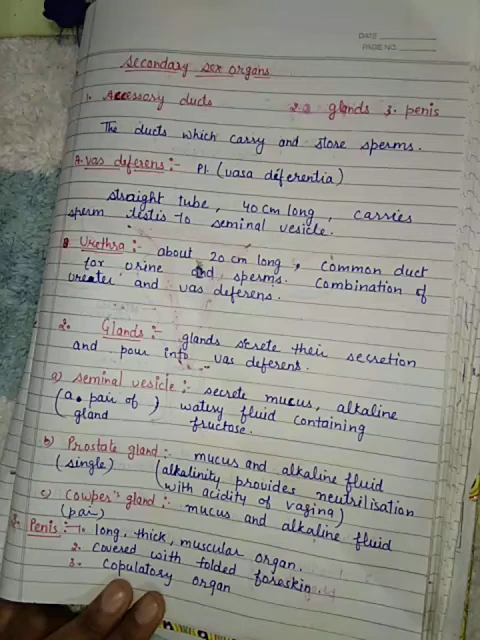 DATE
PAGE NO.
Secondary sex organs
1. Accessory ducts 2. glands 3. penis
The ducts which carry and store sperms.
A. vas deferens :- Pl. (vasa deferentia)
straight tube, 40 cm long, carries
sperm testis to seminal vesicle.
B Urethra :- about 20 cm long, common duct
for urine and sperms. Combination of
ureater and vas deferens.
2. Glands :- glands screte their secretion
and pour into vas deferens.
a) seminal vesicle : secrete mucus, alkaline
(a pair of ) watery fluid containing
gland fructose.
b) Prostate gland :- mucus and alkaline fluid
(single) (alkalinity provides neutrilisation
with acidity of vagina)
c) Cowper's gland :- mucus and alkaline fluid
(pair)
3. Penis :- 1. long, thick, muscular organ.
2. covered with folded foreskin.
3. copulatory organ